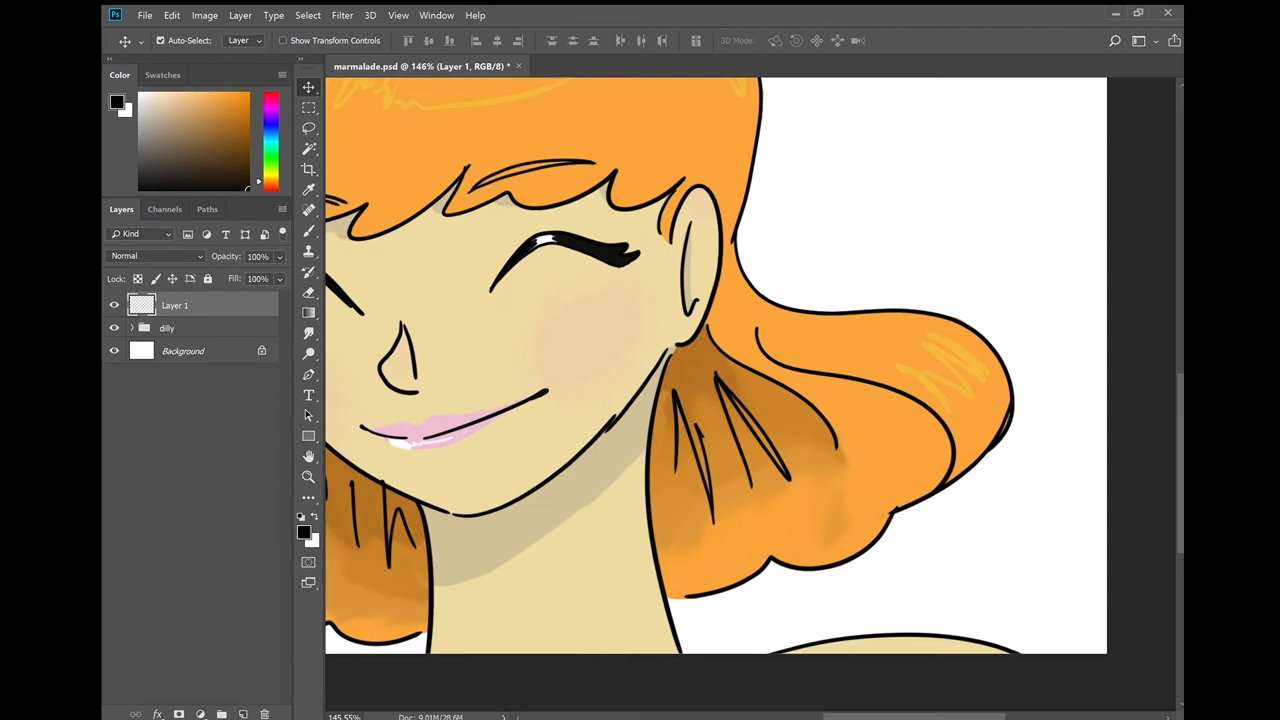 Ps File Edit Image Layer Type Select Filter 3D View Window Help
Auto-Select: Layer Show Transform Controls 3D Mode:
Color Swatches
marmalade.psd @ 146% (Layer 1, RGB/8) * ×
Layers Channels Paths
Kind
Normal Opacity: 100%
Lock: Fill: 100%
Layer 1
dilly
Background
fx
145.55% Doc: 9.01M/28.6M